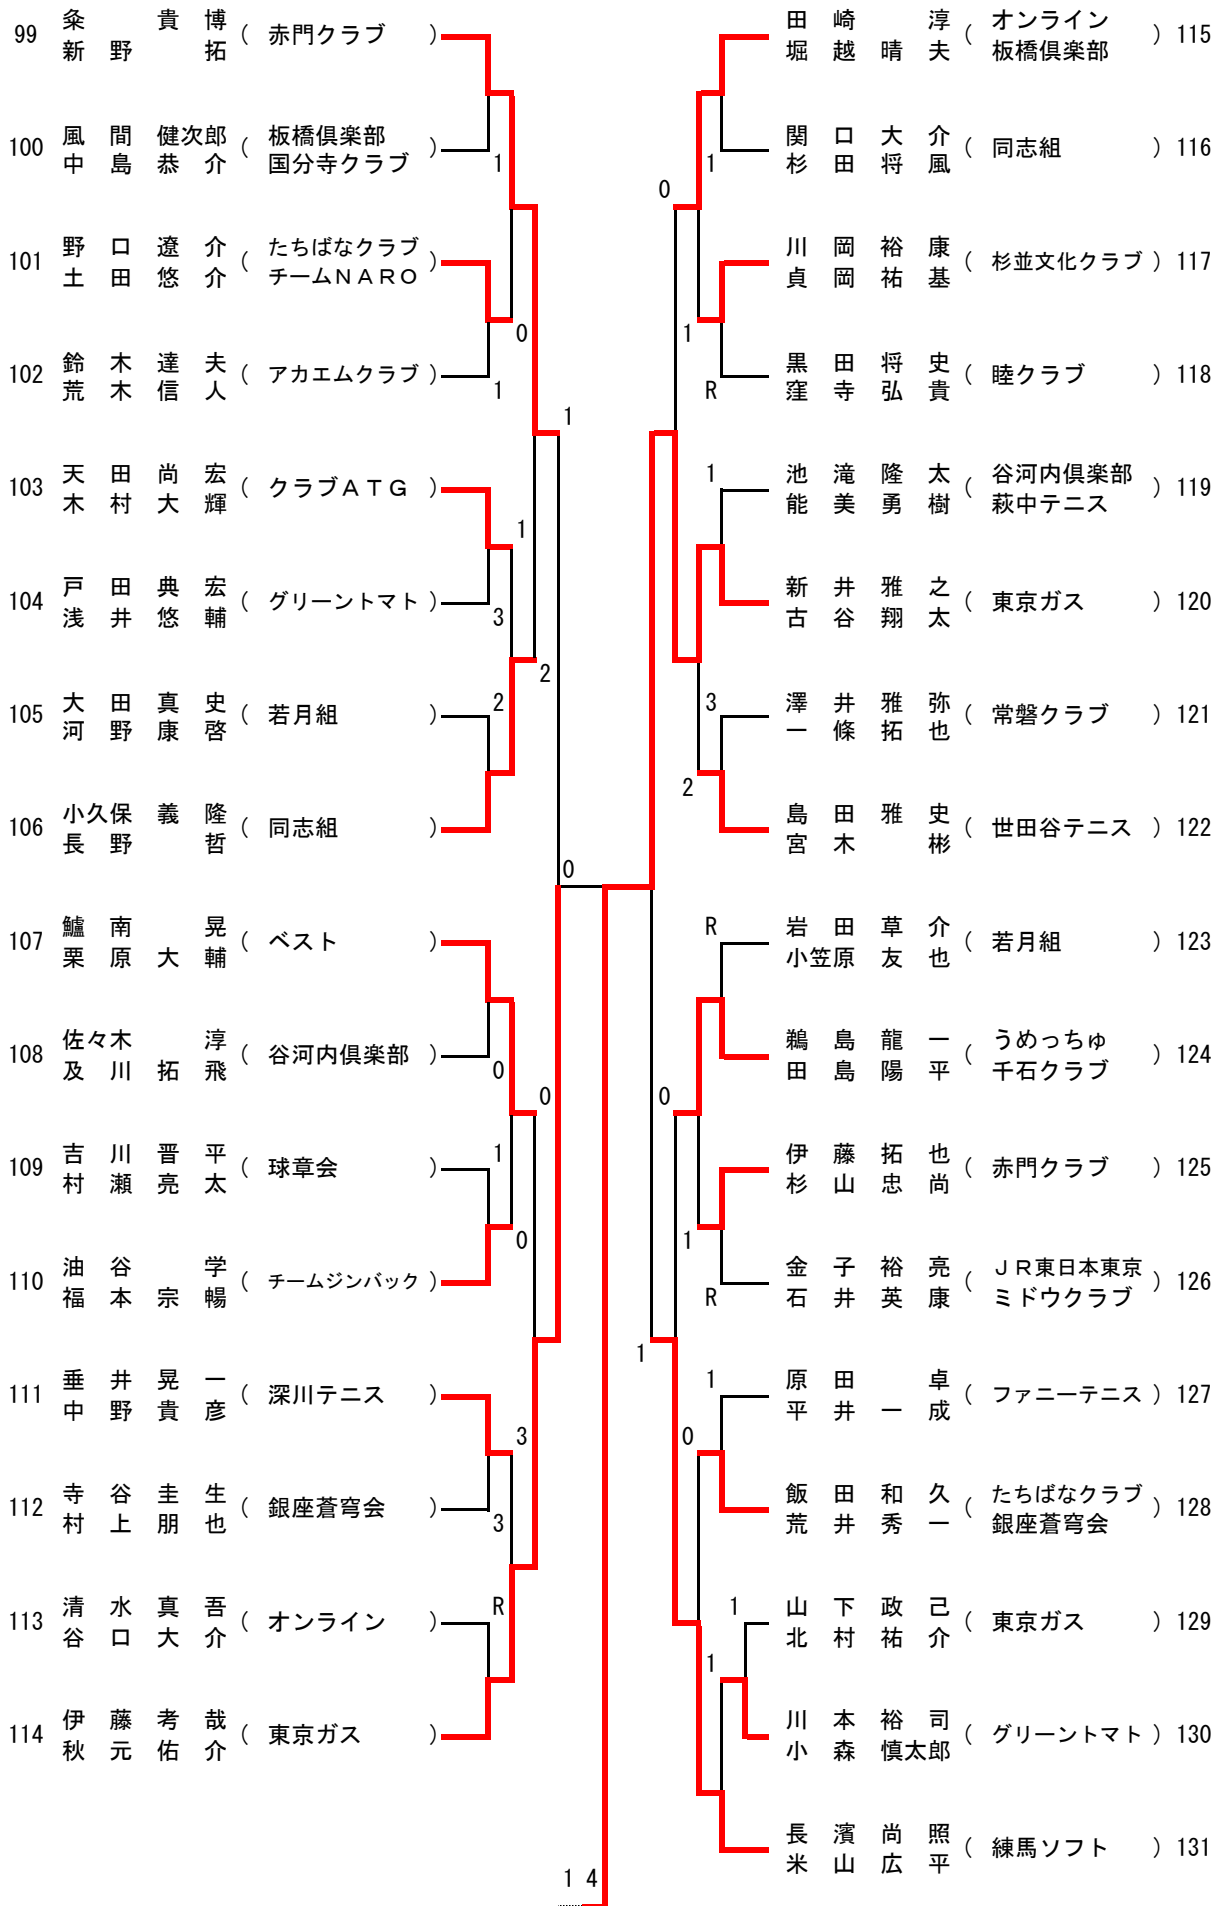 99 粂 貴 博 ( 赤門クラブ )
新 野 拓
100 風 間 健次郎 ( 板橋倶楽部 )
中 島 恭 介 国分寺クラブ
1
101 野 口 遼 介 ( たちばなクラブ )
土 田 悠 介 チームNARO
0
102 鈴 木 達 夫 ( アカエムクラブ )
荒 木 信 人
1
1
103 天 田 尚 宏 ( クラブATG )
木 村 大 輝
1
104 戸 田 典 宏 ( グリーントマト )
浅 井 悠 輔
3
2
105 大 田 真 史 ( 若月組 )
河 野 康 啓
2
106 小久保 義 隆 ( 同志組 )
長 野 哲
0
107 鱸 南 晃 ( ベスト )
栗 原 大 輔
108 佐々木 淳 ( 谷河内倶楽部 )
及 川 拓 飛
0
0
109 吉 川 晋 平 ( 球章会 )
村 瀬 亮 太
1
0
110 油 谷 学 ( チームジンバック )
福 本 宗 暢
111 垂 井 晃 一 ( 深川テニス )
中 野 貴 彦
3
112 寺 谷 圭 生 ( 銀座蒼穹会 )
村 上 朋 也
3
113 清 水 真 吾 ( オンライン )
谷 口 大 介
R
114 伊 藤 考 哉 ( 東京ガス )
秋 元 佑 介
1 4
田 崎 淳 ( オンライン ) 115
堀 越 晴 夫 板橋倶楽部
関 口 大 介 ( 同志組 ) 116
杉 田 将 風
1
0
川 岡 裕 康 ( 杉並文化クラブ ) 117
貞 岡 祐 基
1
黒 田 将 史 ( 睦クラブ ) 118
窪 寺 弘 貴
R
1
池 滝 隆 太 ( 谷河内倶楽部 ) 119
能 美 勇 樹 萩中テニス
新 井 雅 之 ( 東京ガス ) 120
古 谷 翔 太
3
澤 井 雅 弥 ( 常磐クラブ ) 121
一 條 拓 也
2
島 田 雅 史 ( 世田谷テニス ) 122
宮 木 彬
R
岩 田 草 介 ( 若月組 ) 123
小笠原 友 也
鵜 島 龍 一 ( うめっちゅ ) 124
田 島 陽 平 千石クラブ
0
伊 藤 拓 也 ( 赤門クラブ ) 125
杉 山 忠 尚
1
金 子 裕 亮 ( JR東日本東京 ) 126
石 井 英 康 ミドウクラブ
R
1
1
原 田 卓 ( ファニーテニス ) 127
平 井 一 成
0
飯 田 和 久 ( たちばなクラブ ) 128
荒 井 秀 一 銀座蒼穹会
1
山 下 政 己 ( 東京ガス ) 129
北 村 祐 介
1
川 本 裕 司 ( グリーントマト ) 130
小 森 慎太郎
長 濱 尚 照 ( 練馬ソフト ) 131
米 山 広 平